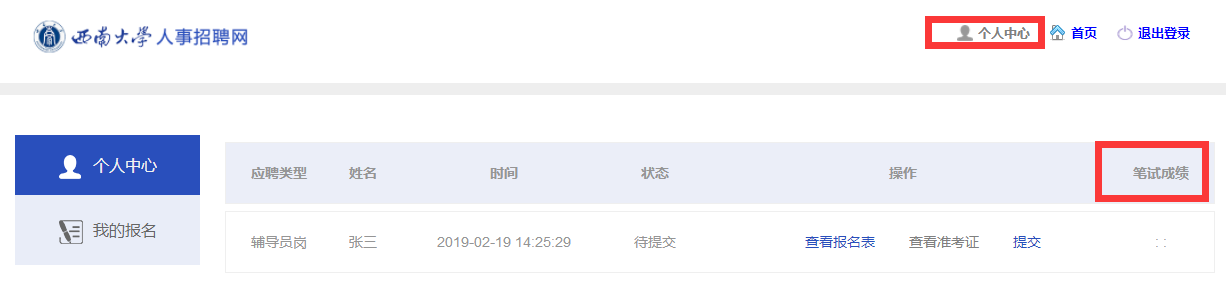 西南大学人事招聘网
个人中心 首页 退出登录
个人中心
我的报名
应聘类型 姓名 时间 状态 操作 笔试成绩
辅导员岗 张三 2019-02-19 14:25:29 待提交 查看报名表 查看准考证 提交 : :